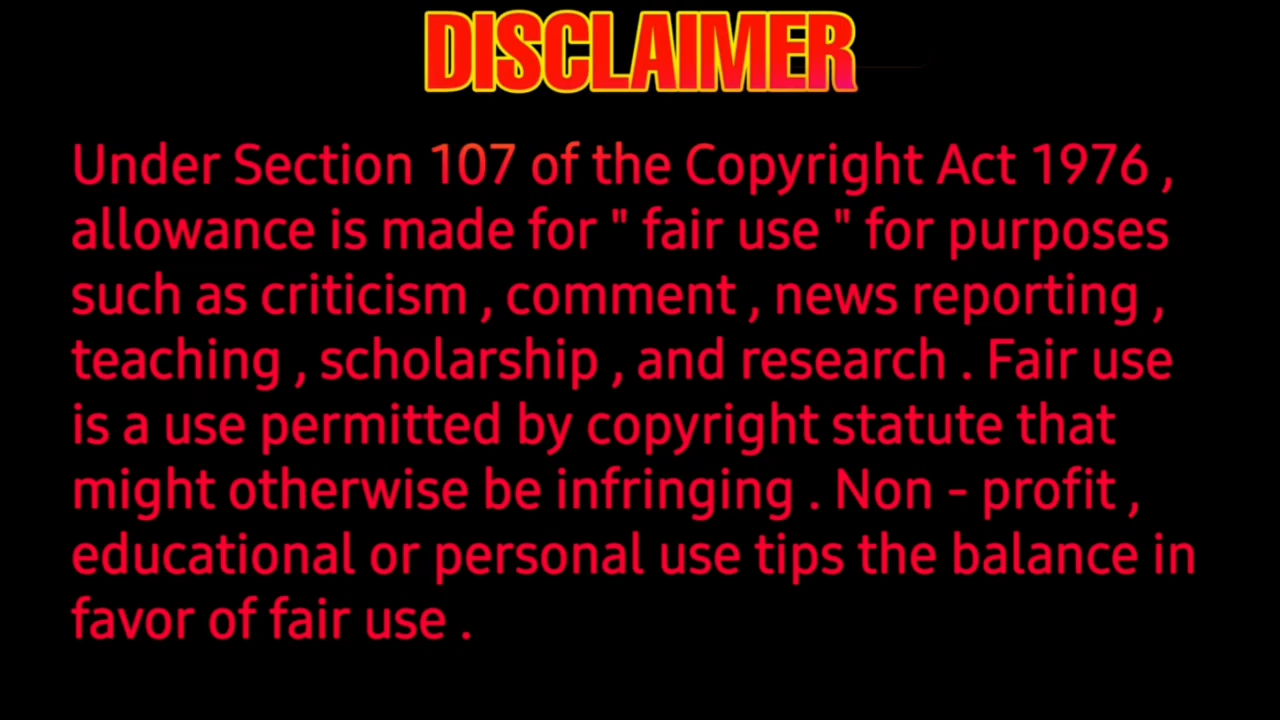 DISCLAIMER
Under Section 107 of the Copyright Act 1976 ,
allowance is made for " fair use " for purposes
such as criticism , comment , news reporting ,
teaching , scholarship , and research . Fair use
is a use permitted by copyright statute that
might otherwise be infringing . Non - profit ,
educational or personal use tips the balance in
favor of fair use .